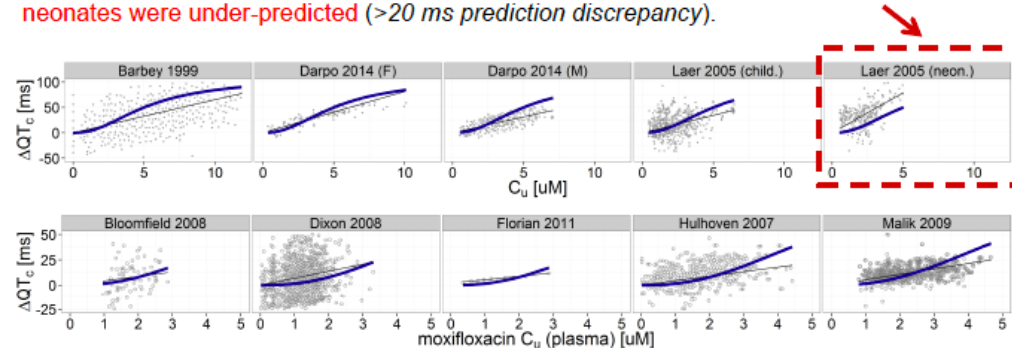 neonates were under-predicted (>20 ms prediction discrepancy).
Barbey 1999 Darpo 2014 (F) Darpo 2014 (M) Laer 2005 (child.) Laer 2005 (neon.)
ΔQTc [ms]
100
50
0
-50
0 5 10 0 5 10 0 5 10 0 5 10 0 5 10
Cu [uM]
Bloomfield 2008 Dixon 2008 Florian 2011 Hulhoven 2007 Malik 2009
ΔQTc [ms]
50
25
0
-25
0 1 2 3 4 5 0 1 2 3 4 5 0 1 2 3 4 5 0 1 2 3 4 5 0 1 2 3 4 5
moxifloxacin Cu (plasma) [uM]